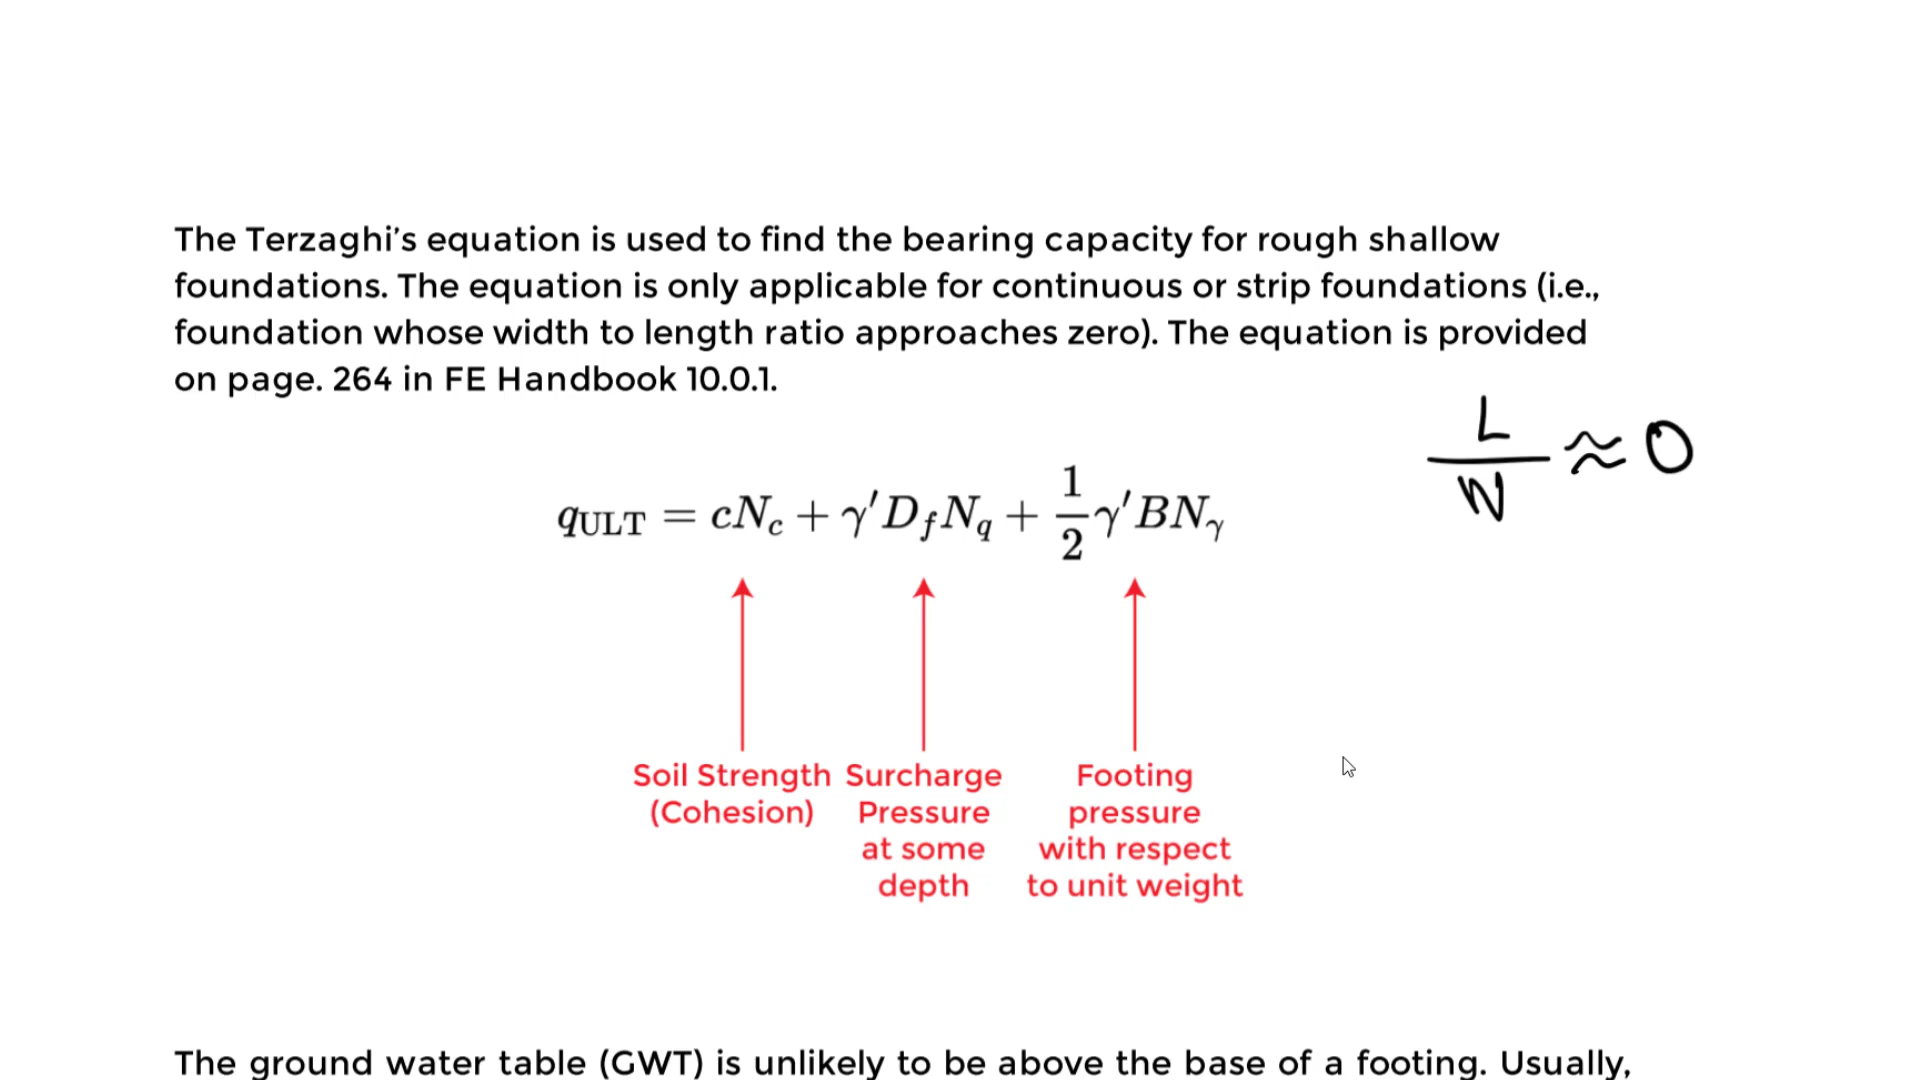 The Terzaghi's equation is used to find the bearing capacity for rough shallow
foundations. The equation is only applicable for continuous or strip foundations (i.e.,
foundation whose width to length ratio approaches zero). The equation is provided
on page. 264 in FE Handbook 10.0.1.
L/W ≈ 0
q_ULT = cN_c + γ′D_fN_q + 1/2 γ′BN_γ
Soil Strength (Cohesion)
Surcharge Pressure at some depth
Footing pressure with respect to unit weight
The ground water table (GWT) is unlikely to be above the base of a footing. Usually,